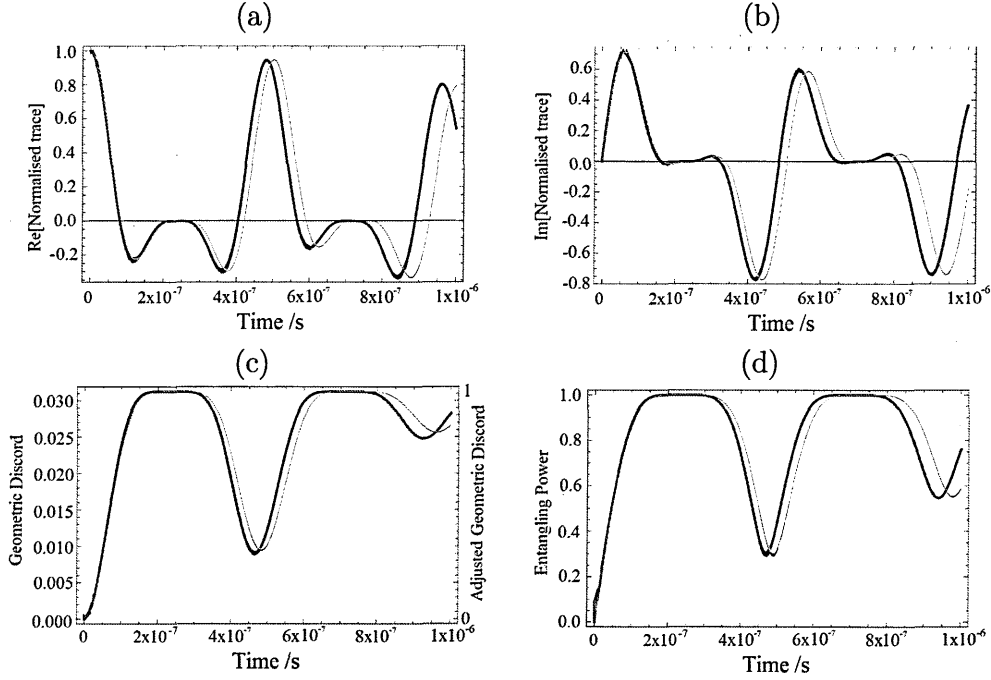 (a)
Re[Normalised trace]
1.0
0.8
0.6
0.4
0.2
0.0
-0.2
0
2x10-7
4x10-7
6x10-7
8x10-7
1x10-6
Time /s
(b)
Im[Normalised trace]
0.6
0.4
0.2
0.0
-0.2
-0.4
-0.6
-0.8
0
2x10-7
4x10-7
6x10-7
8x10-7
1x10-6
Time /s
(c)
Geometric Discord
0.030
0.025
0.020
0.015
0.010
0.005
0.000
1
0
Adjusted Geometric Discord
0
2x10-7
4x10-7
6x10-7
8x10-7
1x10-6
Time /s
(d)
Entangling Power
1.0
0.8
0.6
0.4
0.2
0.0
0
2x10-7
4x10-7
6x10-7
8x10-7
1x10-6
Time /s